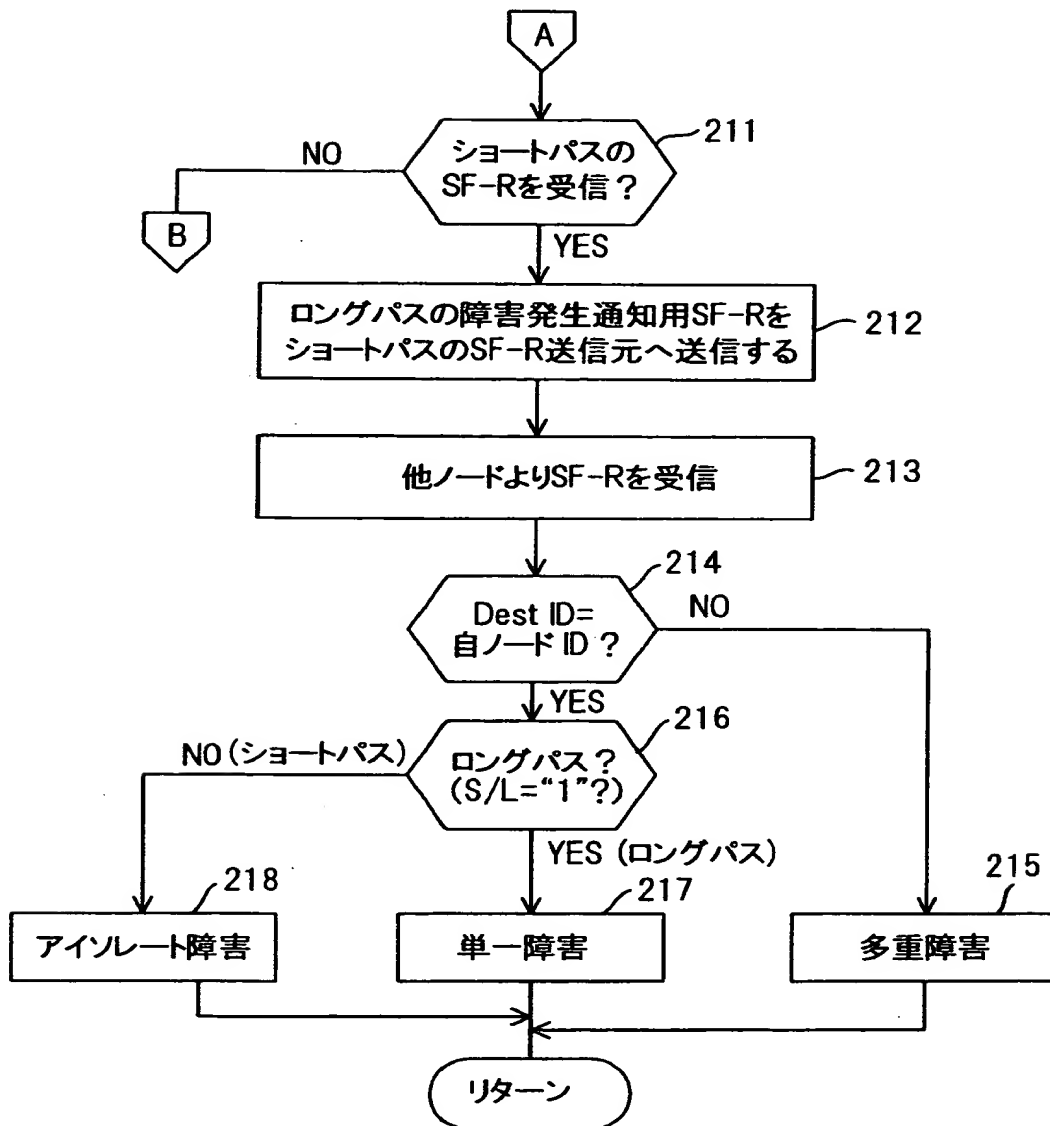 A
211
ショートパスの
SF-Rを受信?
NO
B
YES
ロングパスの障害発生通知用SF-Rを
ショートパスのSF-R送信元へ送信する
212
他ノードよりSF-Rを受信
213
214
Dest ID=
自ノード ID ?
NO
YES
216
ロングパス?
(S/L=“1”?)
NO (ショートパス)
YES (ロングパス)
218
217
215
アイソレート障害
単一障害
多重障害
リターン